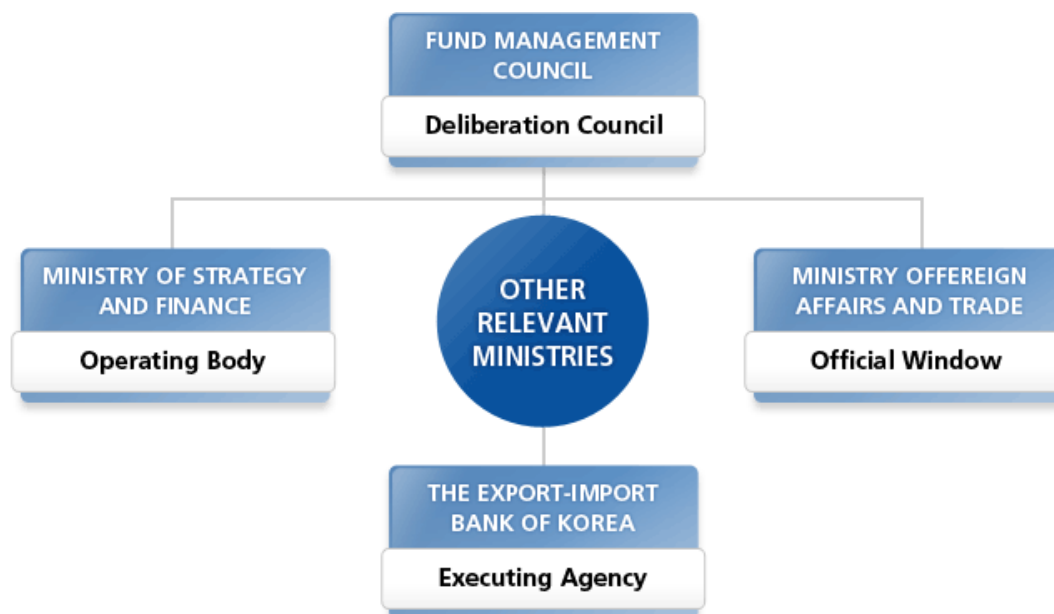 FUND MANAGEMENT
COUNCIL
Deliberation Council
MINISTRY OF STRATEGY
AND FINANCE
Operating Body
OTHER
RELEVANT
MINISTRIES
MINISTRY OFFEREIGN
AFFAIRS AND TRADE
Official Window
THE EXPORT-IMPORT
BANK OF KOREA
Executing Agency